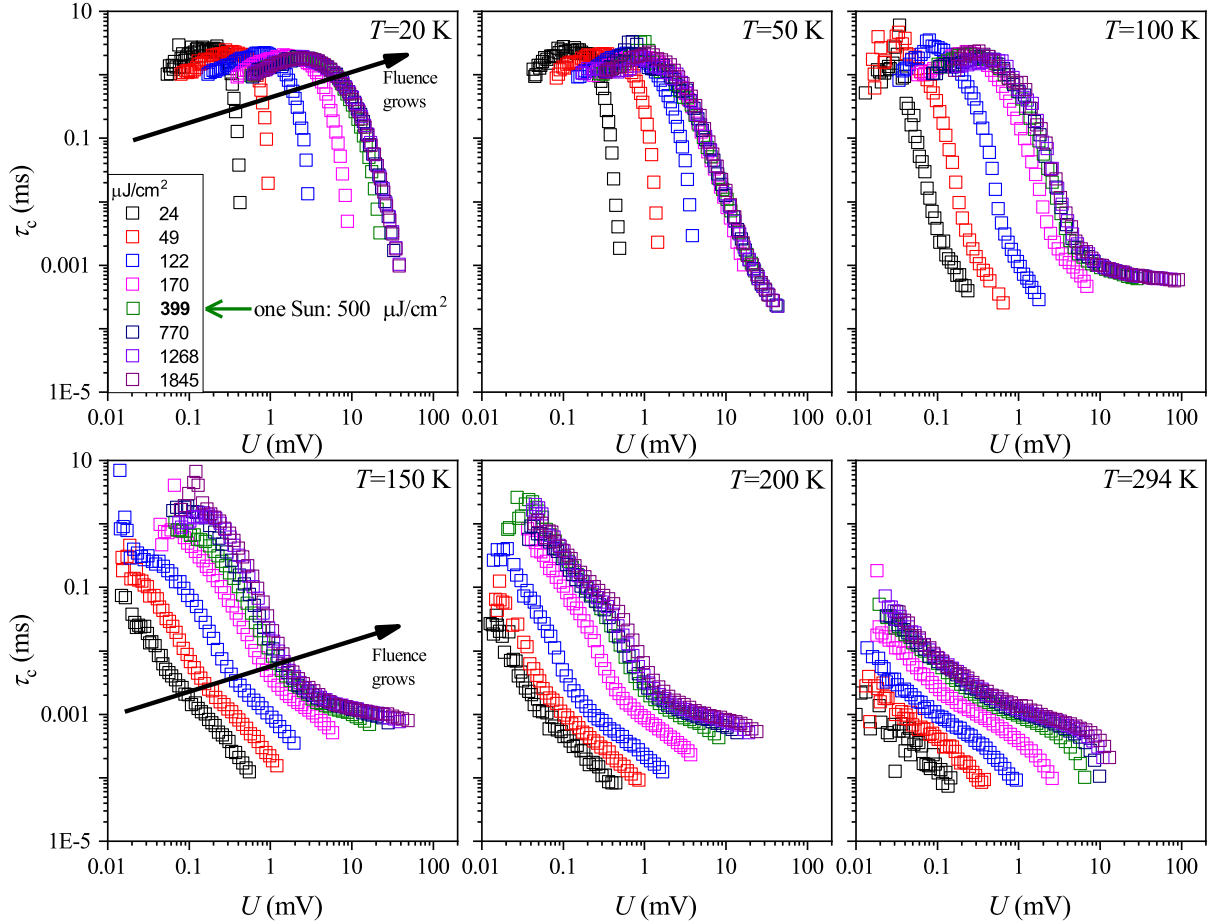 T=20 K
T=50 K
T=100 K
10
1
0.1
0.001
1E-5
τc (ms)
Fluence
grows
μJ/cm²
24
49
122
170
399
770
1268
1845
one Sun: 500 μJ/cm²
0.01 0.1 1 10 100
0.01 0.1 1 10 100
0.01 0.1 1 10 100
U (mV)
U (mV)
U (mV)
T=150 K
T=200 K
T=294 K
10
1
0.1
0.001
1E-5
τc (ms)
Fluence
grows
0.01 0.1 1 10 100
0.01 0.1 1 10 100
0.01 0.1 1 10 100
U (mV)
U (mV)
U (mV)